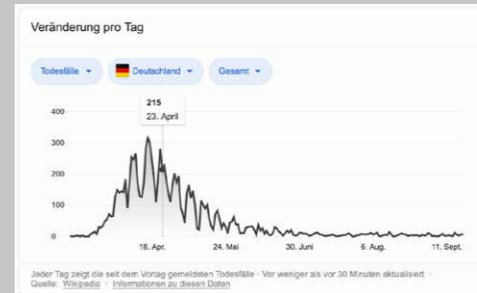 Veränderung pro Tag
Todesfälle Deutschland Gesamt
215
23. April
400
300
200
100
0
18. Apr. 24. Mai 30. Juni 6. Aug. 11. Sept.
Jeder Tag zeigt die seit dem Vortag gemeldeten Todesfälle · Vor weniger als vor 30 Minuten aktualisiert ·
Quelle: Wikipedia · Informationen zu diesen Daten